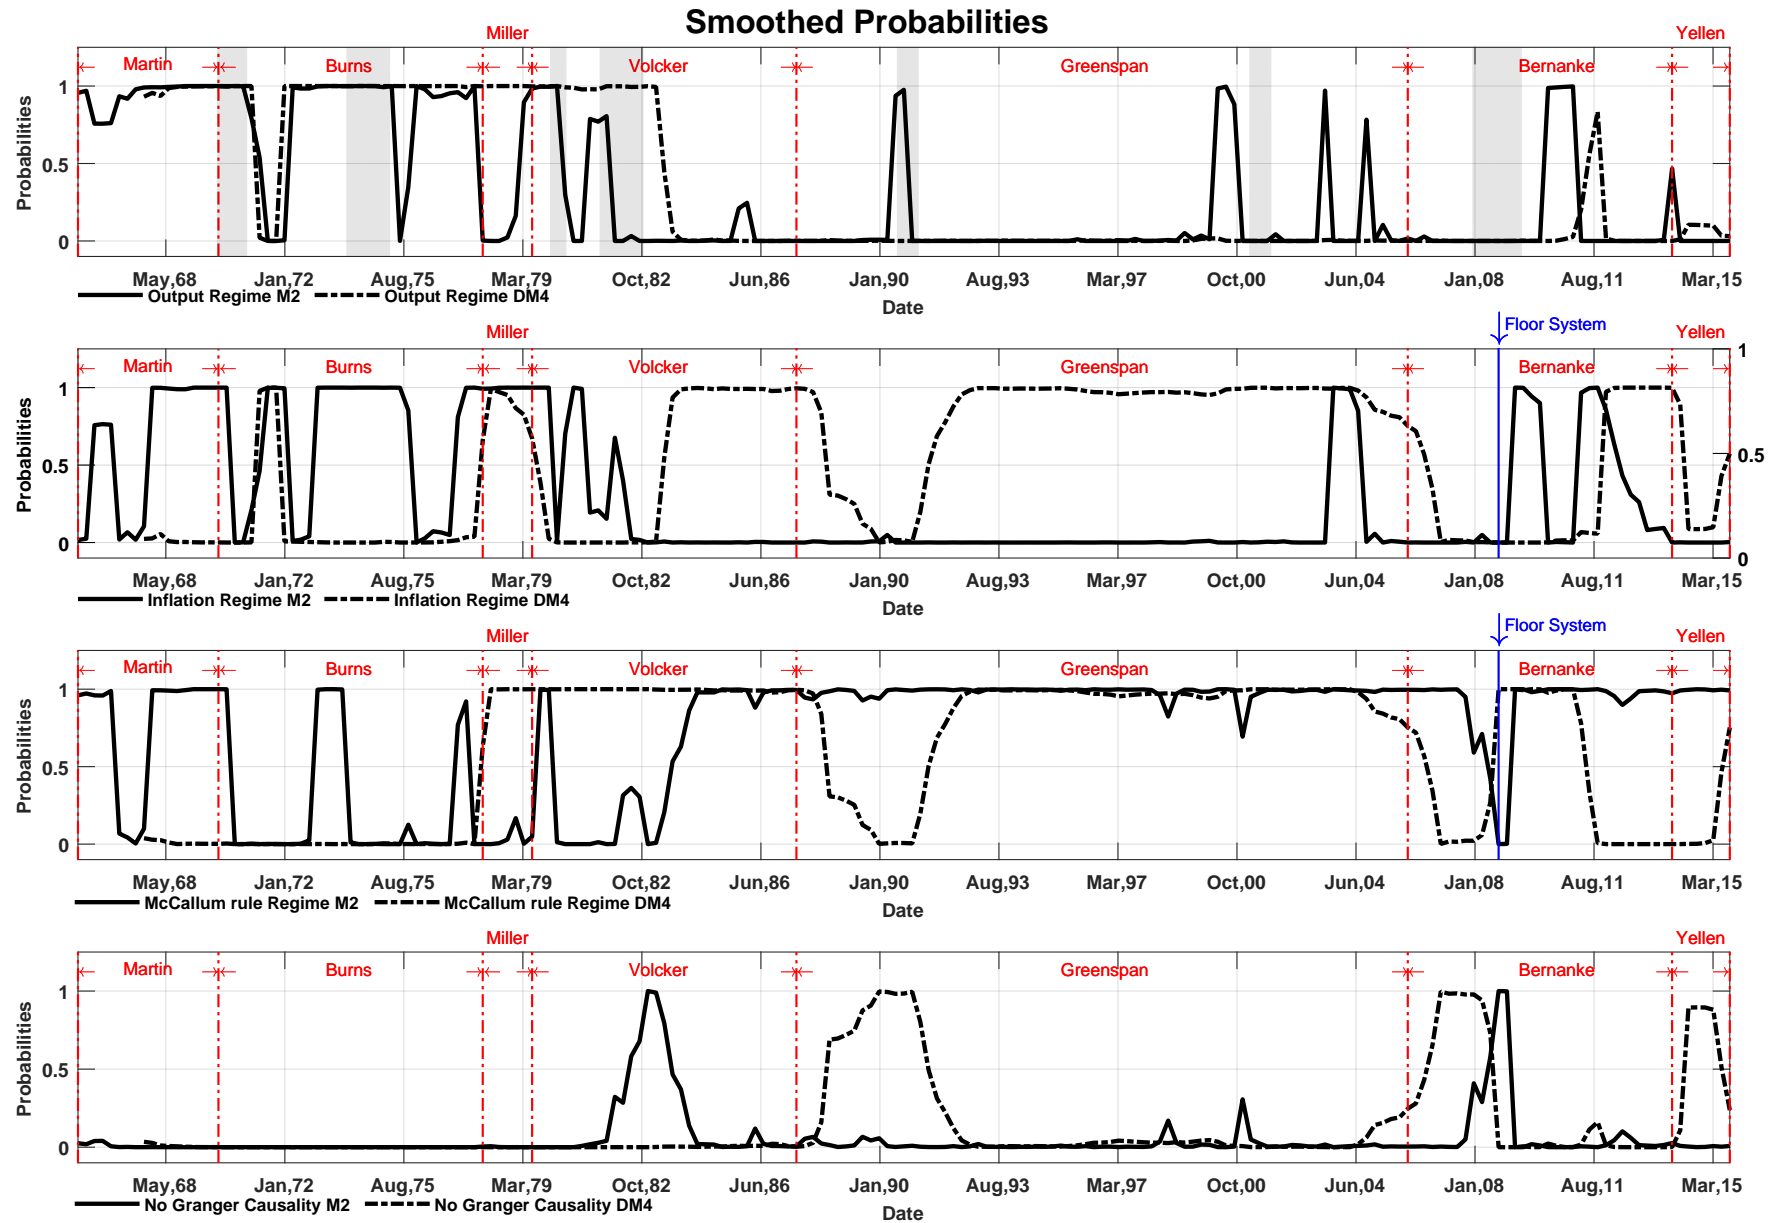 Smoothed Probabilities
Miller Yellen
Martin Burns Volcker Greenspan Bernanke
1
0.5
0
Probabilities
May,68 Jan,72 Aug,75 Mar,79 Oct,82 Jun,86 Jan,90 Aug,93 Mar,97 Oct,00 Jun,04 Jan,08 Aug,11 Mar,15
Output Regime M2 Output Regime DM4
Date
Floor System
Miller Yellen
Martin Burns Volcker Greenspan Bernanke
1 1
0.5 0.5
0 0
Probabilities
May,68 Jan,72 Aug,75 Mar,79 Oct,82 Jun,86 Jan,90 Aug,93 Mar,97 Oct,00 Jun,04 Jan,08 Aug,11 Mar,15
Inflation Regime M2 Inflation Regime DM4
Date
Floor System
Miller Yellen
Martin Burns Volcker Greenspan Bernanke
1
0.5
0
Probabilities
May,68 Jan,72 Aug,75 Mar,79 Oct,82 Jun,86 Jan,90 Aug,93 Mar,97 Oct,00 Jun,04 Jan,08 Aug,11 Mar,15
McCallum rule Regime M2 McCallum rule Regime DM4
Date
Miller Yellen
Martin Burns Volcker Greenspan Bernanke
1
0.5
0
Probabilities
May,68 Jan,72 Aug,75 Mar,79 Oct,82 Jun,86 Jan,90 Aug,93 Mar,97 Oct,00 Jun,04 Jan,08 Aug,11 Mar,15
No Granger Causality M2 No Granger Causality DM4
Date